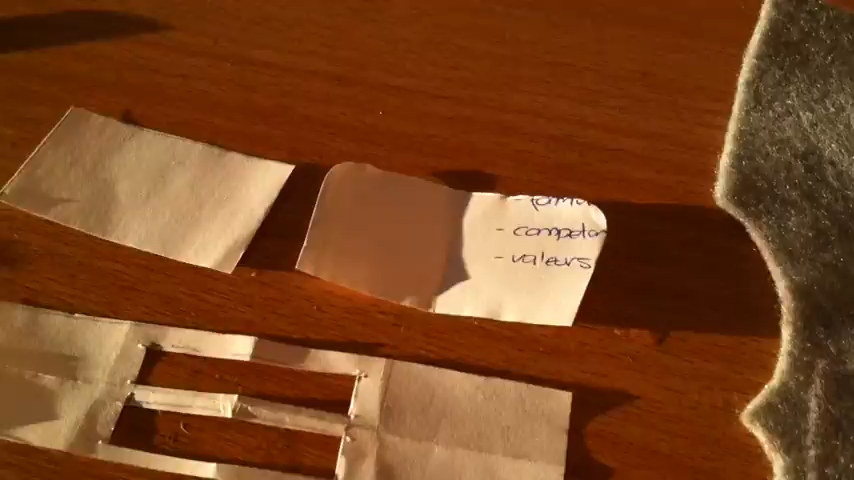 - competen
- valeurs